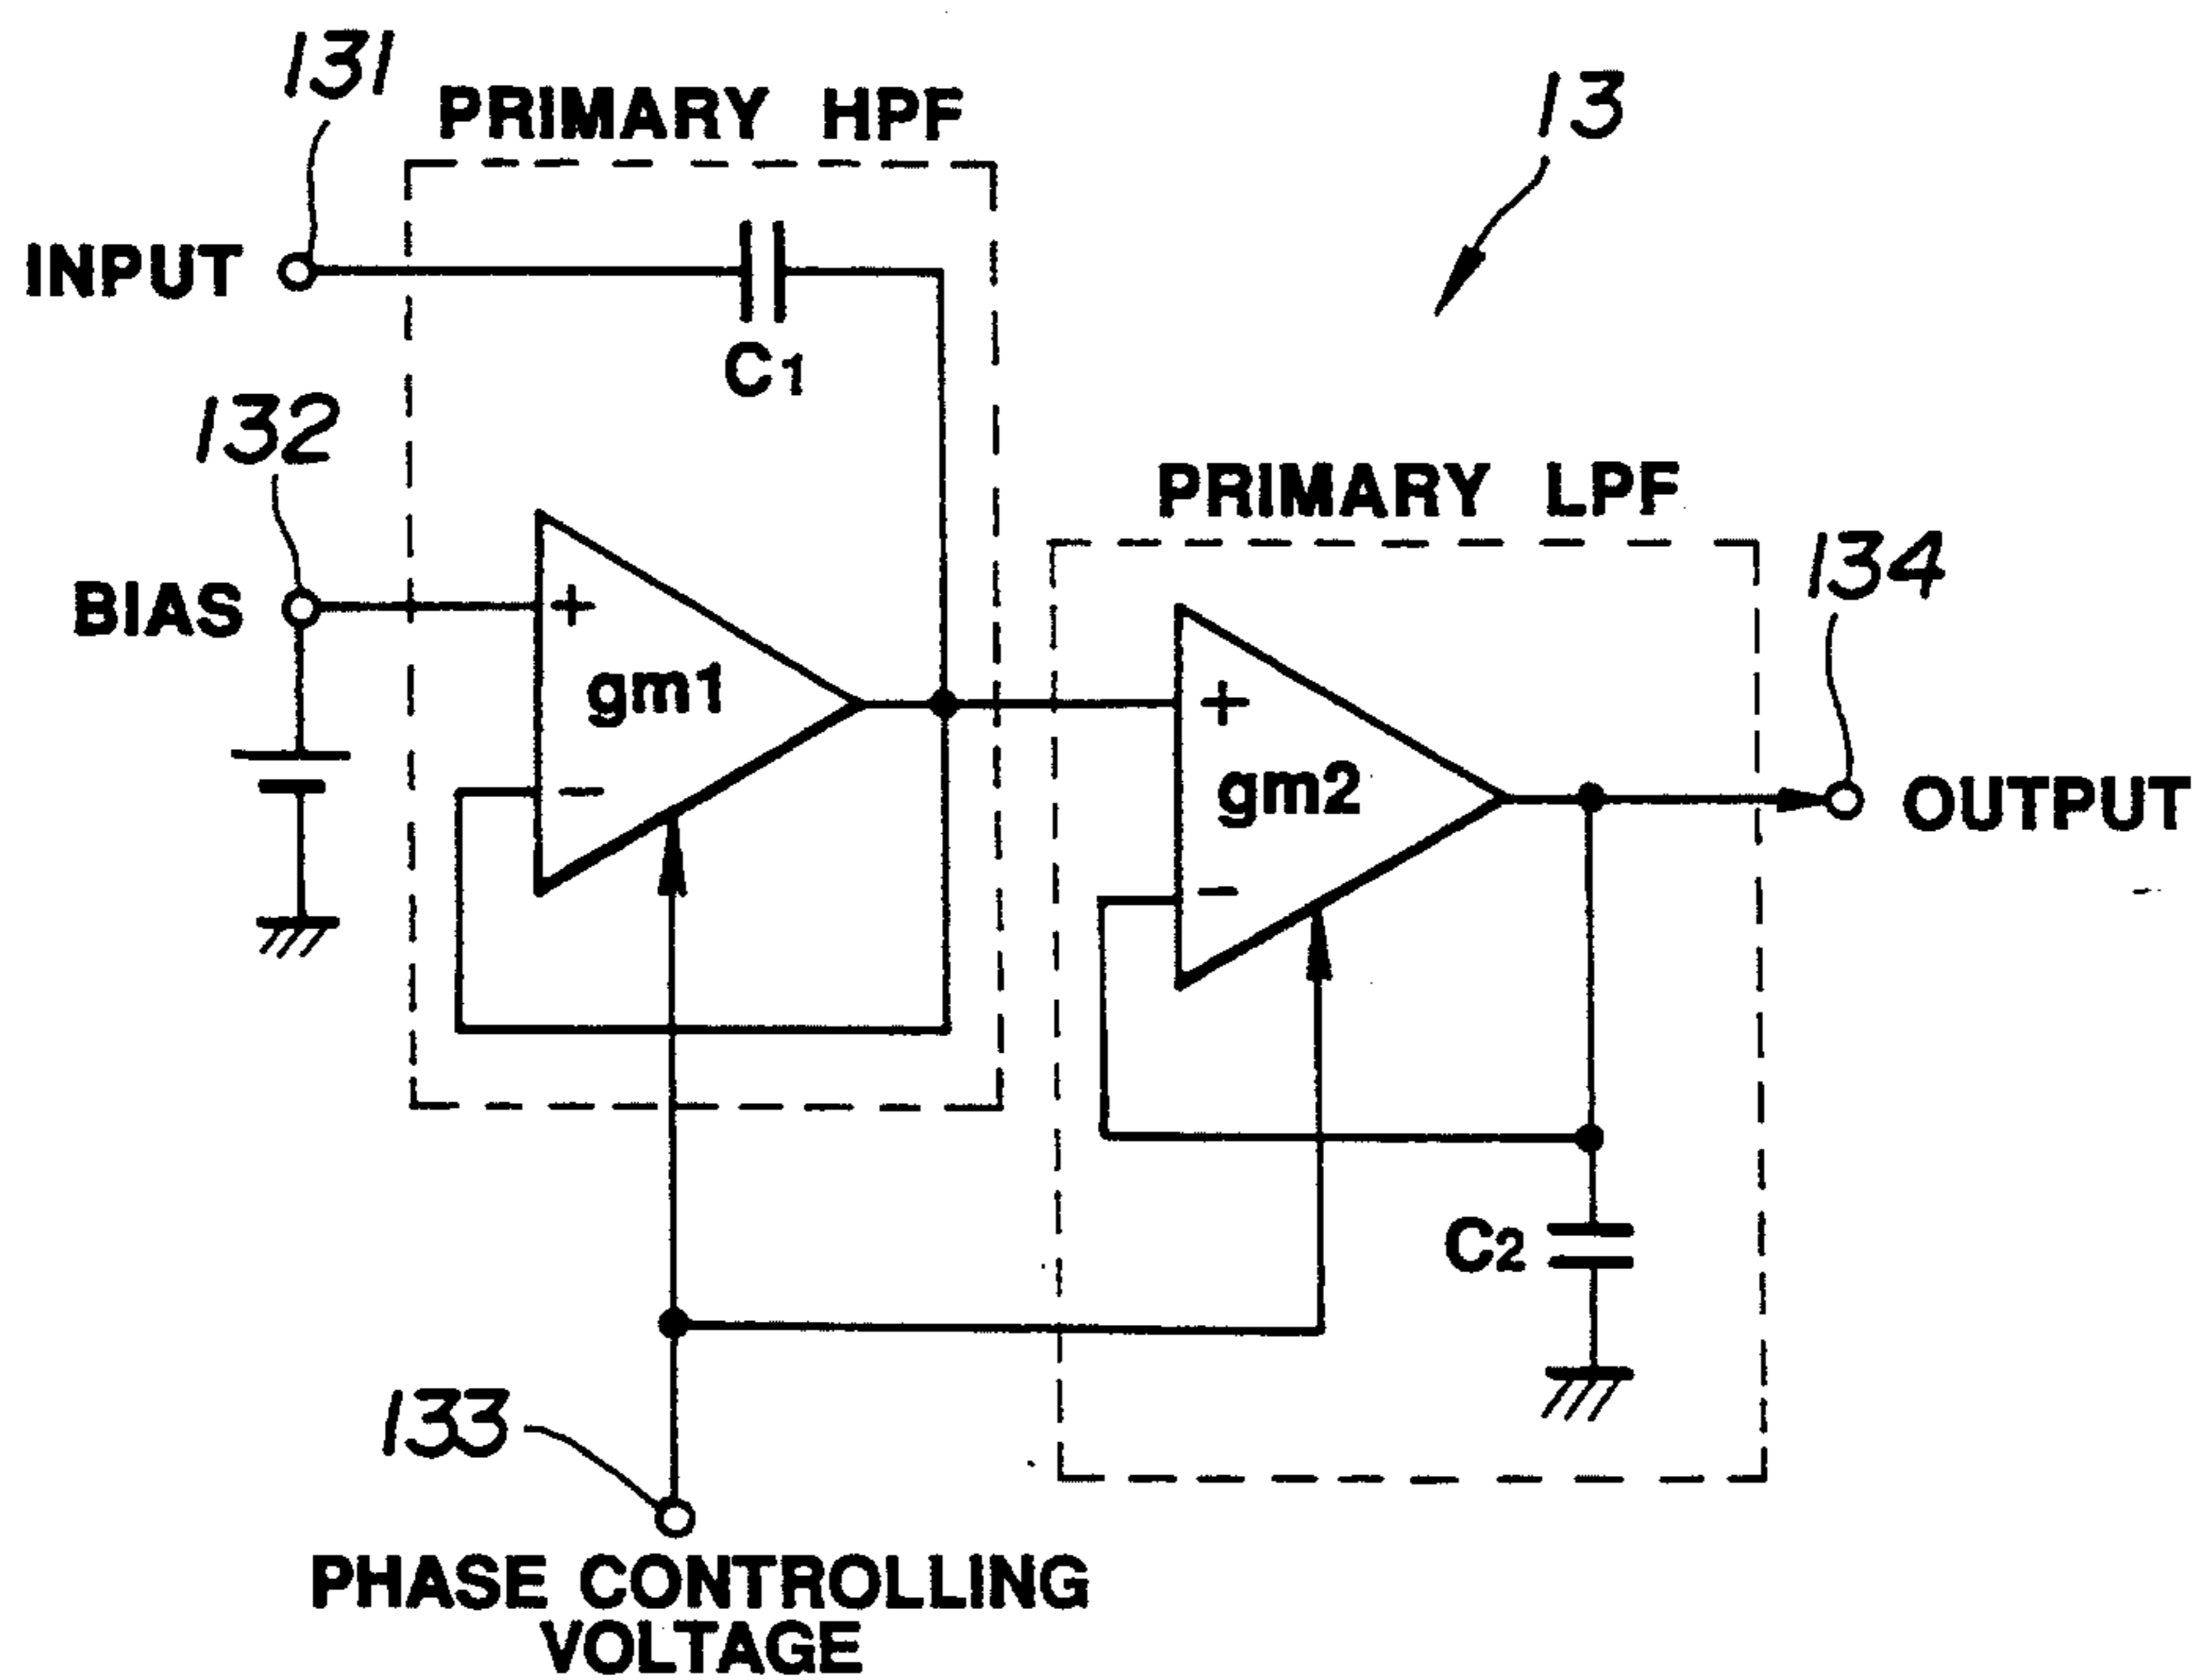 131
PRIMARY HPF
13
INPUT
C1
132
PRIMARY LPF
134
BIAS
+
gm1
-
+
gm2
-
OUTPUT
C2
133
PHASE CONTROLLING
VOLTAGE